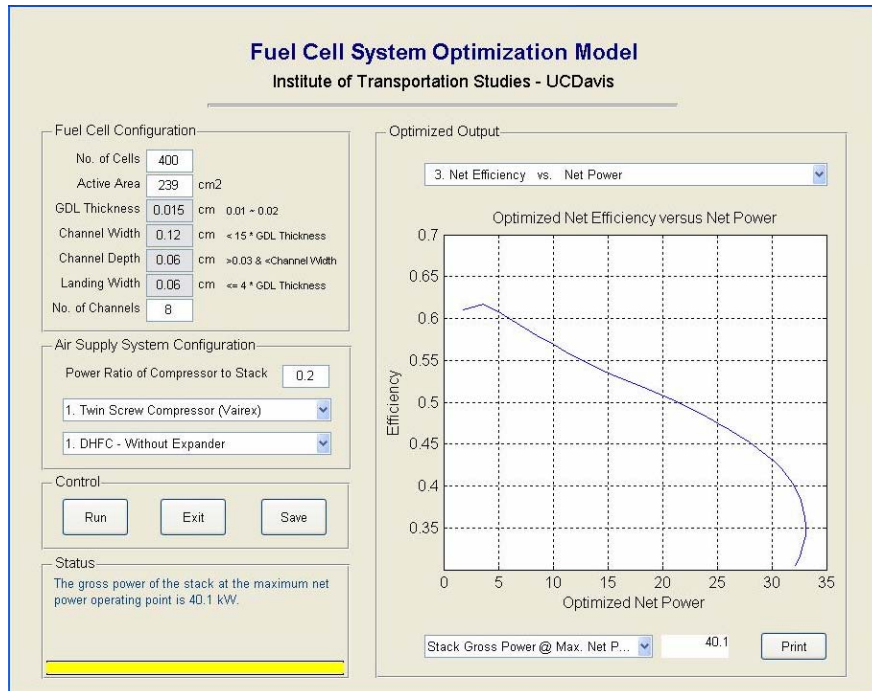 Fuel Cell System Optimization Model
Institute of Transportation Studies - UCDavis
Fuel Cell Configuration
No. of Cells 400
Active Area 239 cm2
GDL Thickness 0.015 cm 0.01 ~ 0.02
Channel Width 0.12 cm < 15 * GDL Thickness
Channel Depth 0.06 cm >0.03 & <Channel Width
Landing Width 0.06 cm <= 4 * GDL Thickness
No. of Channels 8
Air Supply System Configuration
Power Ratio of Compressor to Stack 0.2
1. Twin Screw Compressor (Vairex)
1. DHFC - Without Expander
Control
Run Exit Save
Status
The gross power of the stack at the maximum net
power operating point is 40.1 kW.
Optimized Output
3. Net Efficiency vs. Net Power
Optimized Net Efficiency versus Net Power
0.7
0.65
0.6
0.55
0.5
0.45
0.4
0.35
Efficiency
0 5 10 15 20 25 30 35
Optimized Net Power
Stack Gross Power @ Max. Net P... 40.1 Print